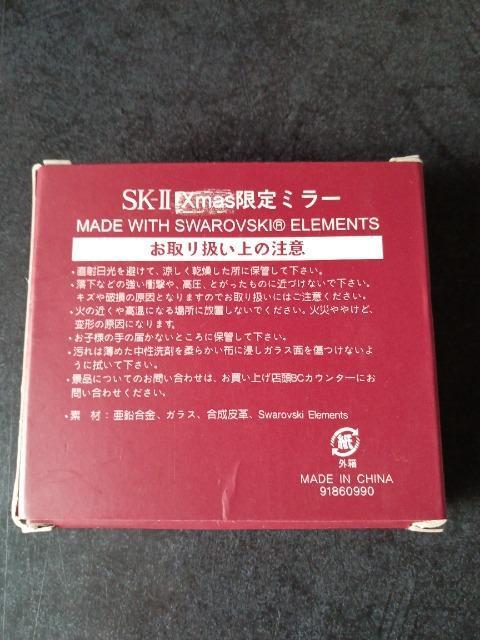 SK-II Xmas限定ミラー
MADE WITH SWAROVSKI® ELEMENTS
お取り扱い上の注意
・直射日光を避けて、涼しく乾燥した所に保管して下さい。
・落下などの強い衝撃や、高圧、とがったものに近づけないで下さい。
キズや破損の原因となりますのでお取り扱いにはご注意ください。
・火の近くや高温になる場所に放置しないでください。火災ややけど、
変形の原因になります。
・お子様の手の届かないところに保管して下さい。
・汚れは薄めた中性洗剤を柔らかい布に浸しガラス面を傷つけないよ
うに拭いて下さい。
・景品についてのお問い合わせは、お買い上げ店頭BCカウンターにお
問い合わせください。
・素 材：亜鉛合金、ガラス、合成皮革、Swarovski Elements
紙
外箱
MADE IN CHINA
91860990